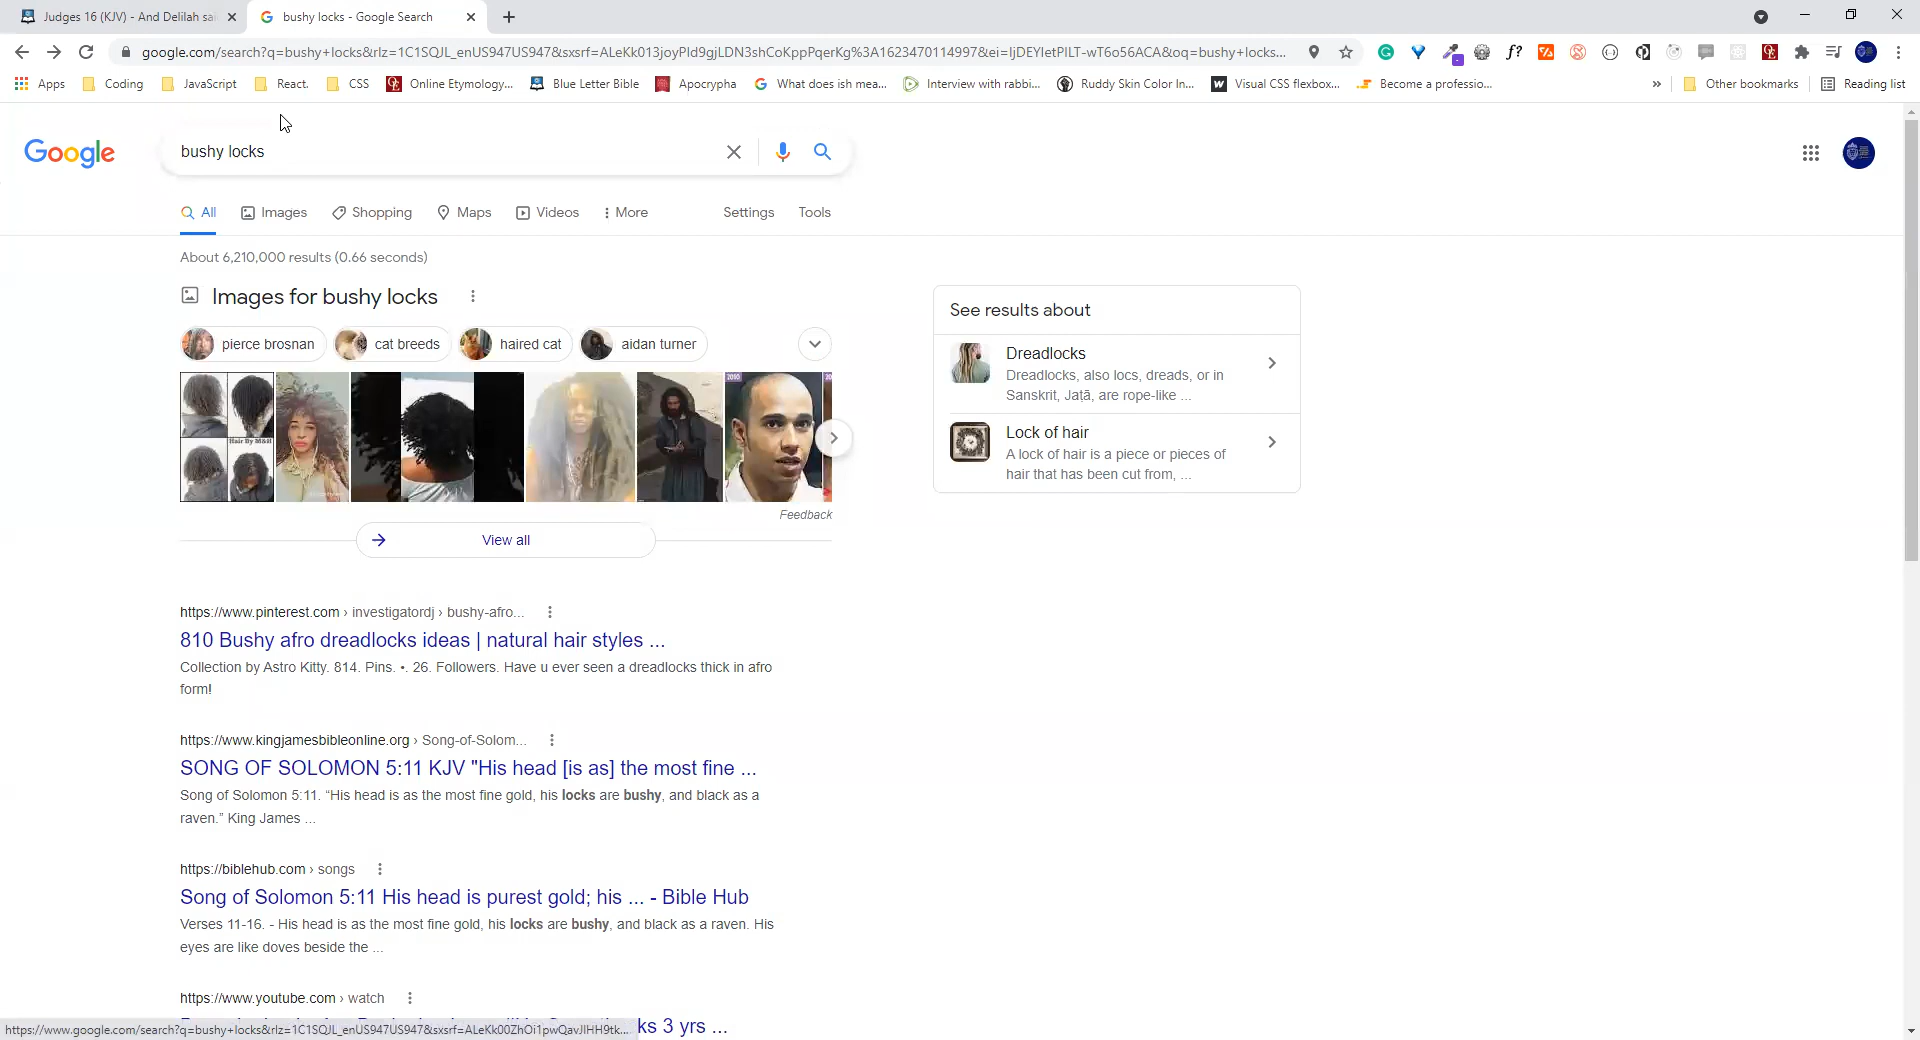 Judges 16 (KJV) - And Delilah sai
bushy locks - Google Search
google.com/search?q=bushy+locks&rlz=1C1SQJL_enUS947US947&sxsrf=ALeKk013joyPId9gjLDN3shCoKppPqerKg%3A1623470114997&ei=IjDEYIetPILT-wT6o56ACA&oq=bushy+locks...
Apps Coding JavaScript React. CSS Online Etymology... Blue Letter Bible Apocrypha What does ish mea... Interview with rabbi... Ruddy Skin Color In... Visual CSS flexbox... Become a professio... » Other bookmarks Reading list
Google
bushy locks
All Images Shopping Maps Videos More Settings Tools
About 6,210,000 results (0.66 seconds)
Images for bushy locks
pierce brosnan cat breeds haired cat aidan turner
Hair By M&H
2010
Feedback
View all
See results about
Dreadlocks
Dreadlocks, also locs, dreads, or in
Sanskrit, Jaṭā, are rope-like ...
Lock of hair
A lock of hair is a piece or pieces of
hair that has been cut from, ...
https://www.pinterest.com › investigatordj › bushy-afro...
810 Bushy afro dreadlocks ideas | natural hair styles ...
Collection by Astro Kitty. 814. Pins. •. 26. Followers. Have u ever seen a dreadlocks thick in afro
form!
https://www.kingjamesbibleonline.org › Song-of-Solom...
SONG OF SOLOMON 5:11 KJV "His head [is as] the most fine ...
Song of Solomon 5:11. “His head is as the most fine gold, his locks are bushy, and black as a
raven.” King James ...
https://biblehub.com › songs
Song of Solomon 5:11 His head is purest gold; his ... - Bible Hub
Verses 11-16. - His head is as the most fine gold, his locks are bushy, and black as a raven. His
eyes are like doves beside the ...
https://www.youtube.com › watch
ks 3 yrs ...
https://www.google.com/search?q=bushy+locks&rlz=1C1SQJL_enUS947US947&sxsrf=ALeKk00ZhOi1pwQavJIHH9tk...